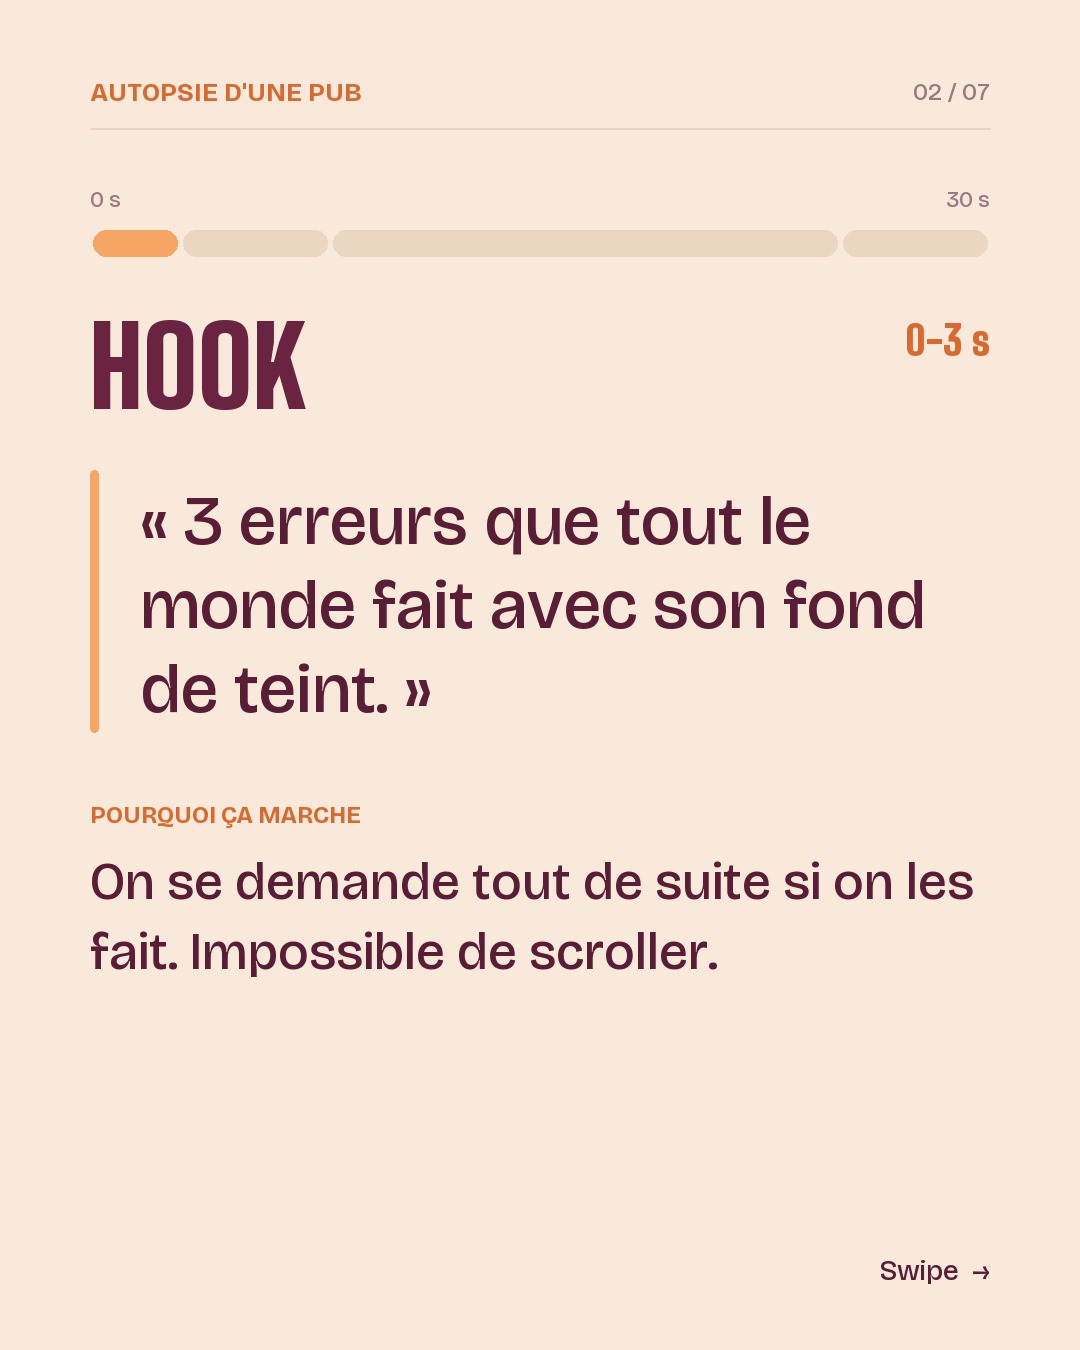 AUTOPSIE D'UNE PUB
02 / 07
0 s
30 s
HOOK
0–3 s
« 3 erreurs que tout le
monde fait avec son fond
de teint. »
POURQUOI ÇA MARCHE
On se demande tout de suite si on les
fait. Impossible de scroller.
Swipe →